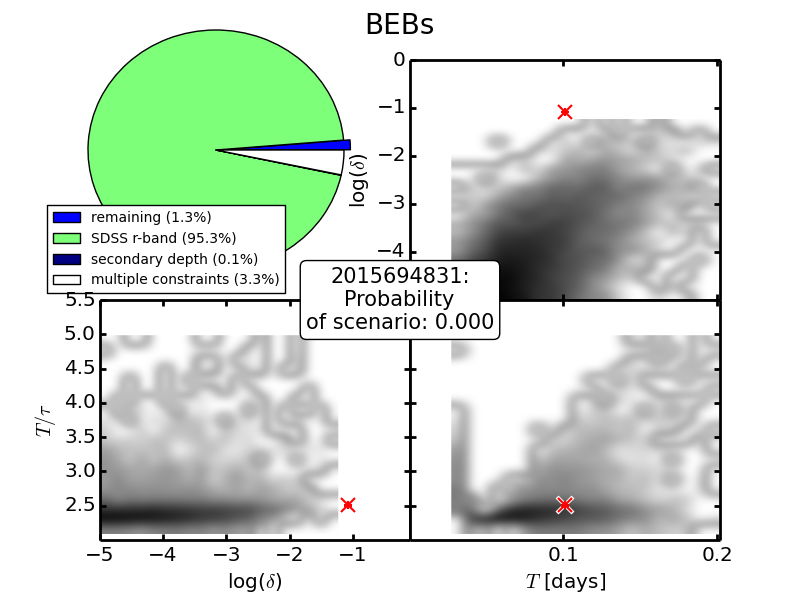 BEBs
remaining (1.3%)
SDSS r-band (95.3%)
secondary depth (0.1%)
multiple constraints (3.3%)
0
−1
−2
−3
−4
log(δ)
2015694831:
Probability
of scenario: 0.000
5.5
5.0
4.5
4.0
3.5
3.0
2.5
T/τ
−5 −4 −3 −2 −1
log(δ)
0.1 0.2
T [days]